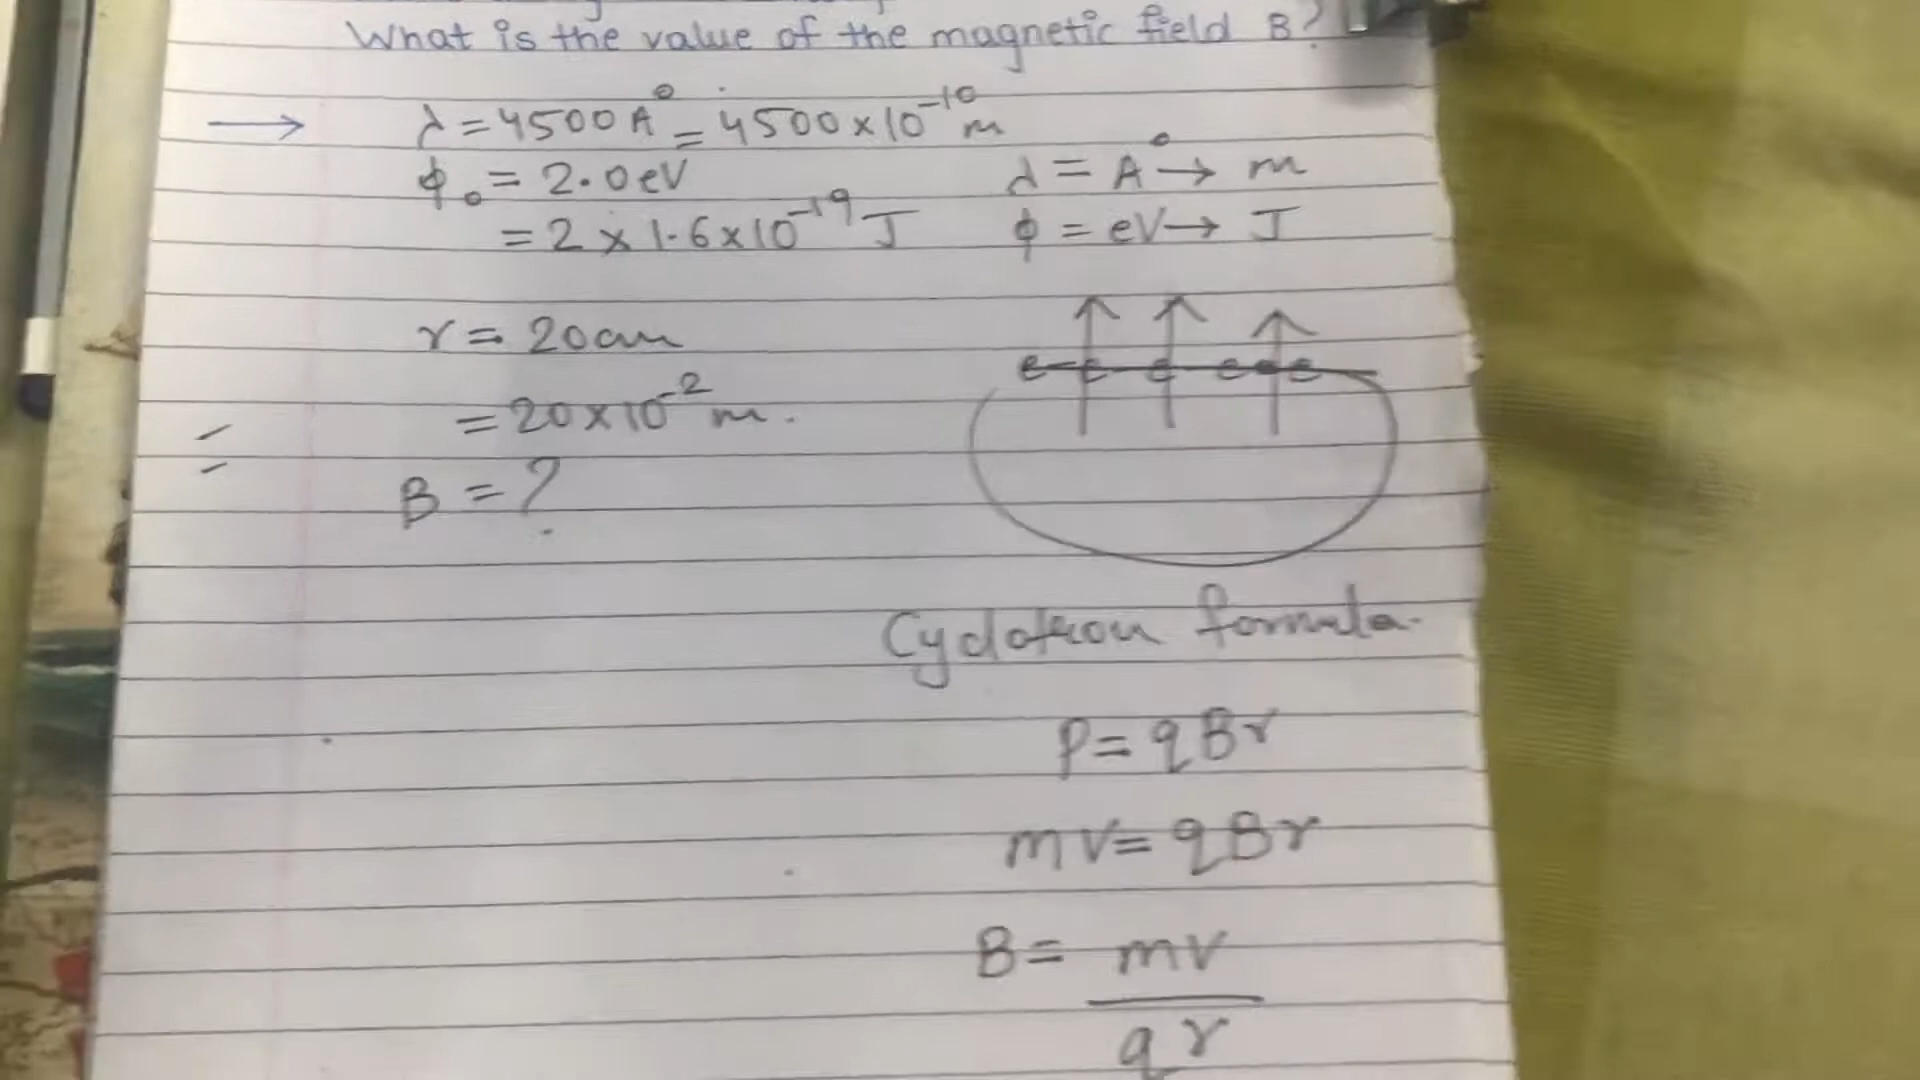 What is the value of the magnetic field B?
→ λ = 4500 A° = 4500 × 10⁻¹⁰ m
ϕ₀ = 2.0 eV
λ = A° → m
= 2 × 1.6 × 10⁻¹⁹ J
ϕ = eV → J
r = 20 cm
e e e e e
= 20 × 10⁻² m.
B = ?
Cyclotron formula.
P = qBr
mv = qBr
B = mv
qr